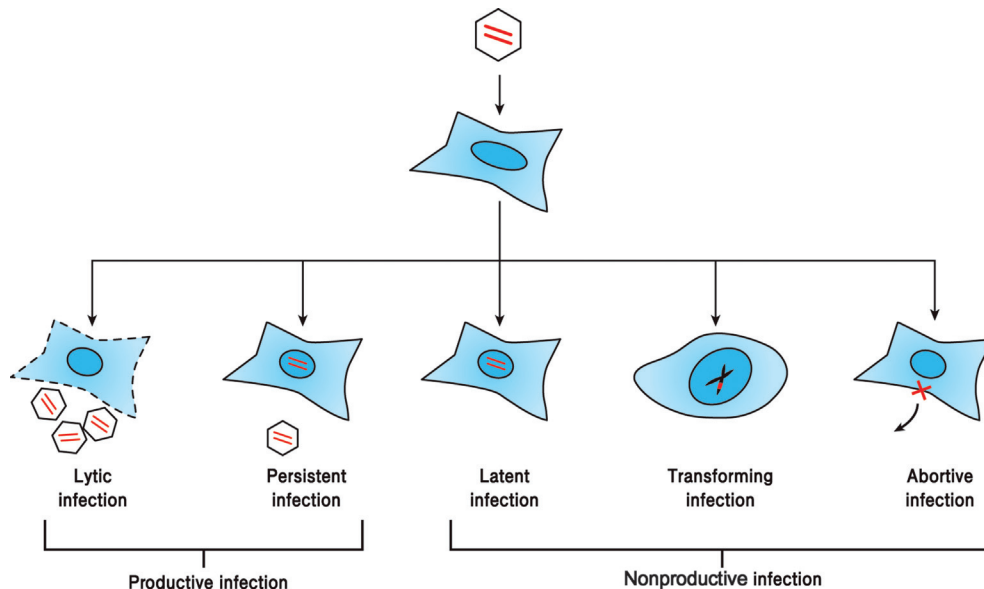 Lytic
infection
Persistent
infection
Latent
infection
Transforming
infection
Abortive
infection
Productive infection
Nonproductive infection